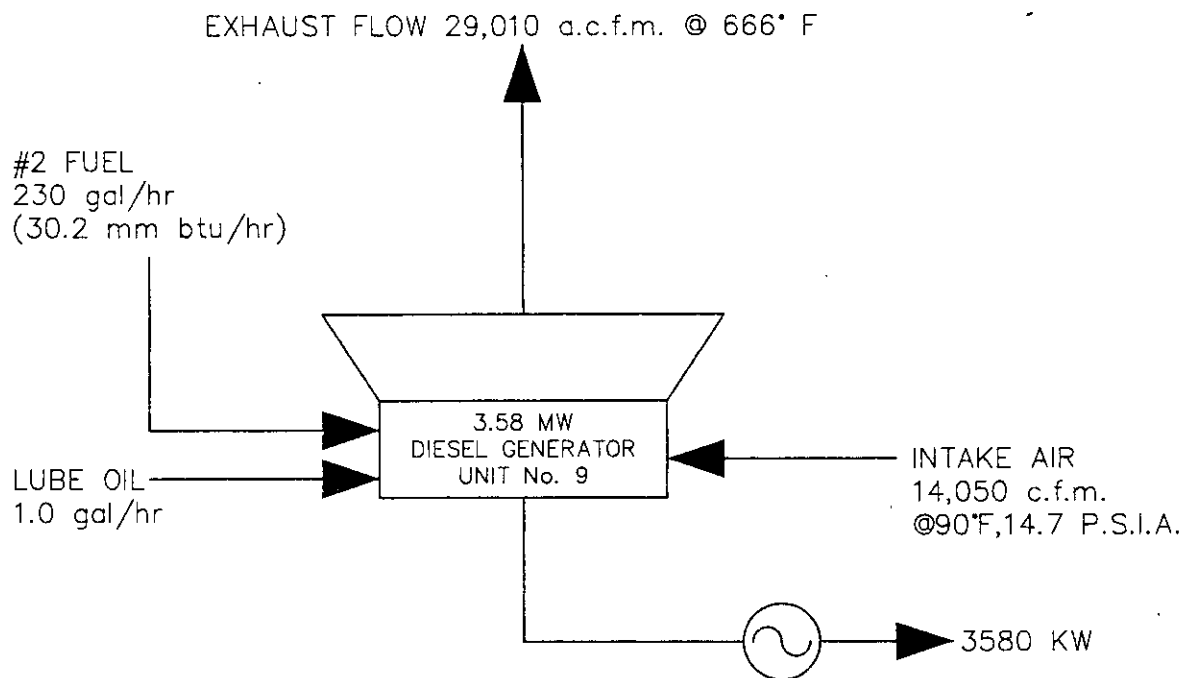 EXHAUST FLOW 29,010 a.c.f.m. @ 666° F
#2 FUEL
230 gal/hr
(30.2 mm btu/hr)
3.58 MW
DIESEL GENERATOR
UNIT No. 9
LUBE OIL
1.0 gal/hr
INTAKE AIR
14,050 c.f.m.
@90°F,14.7 P.S.I.A.
3580 KW